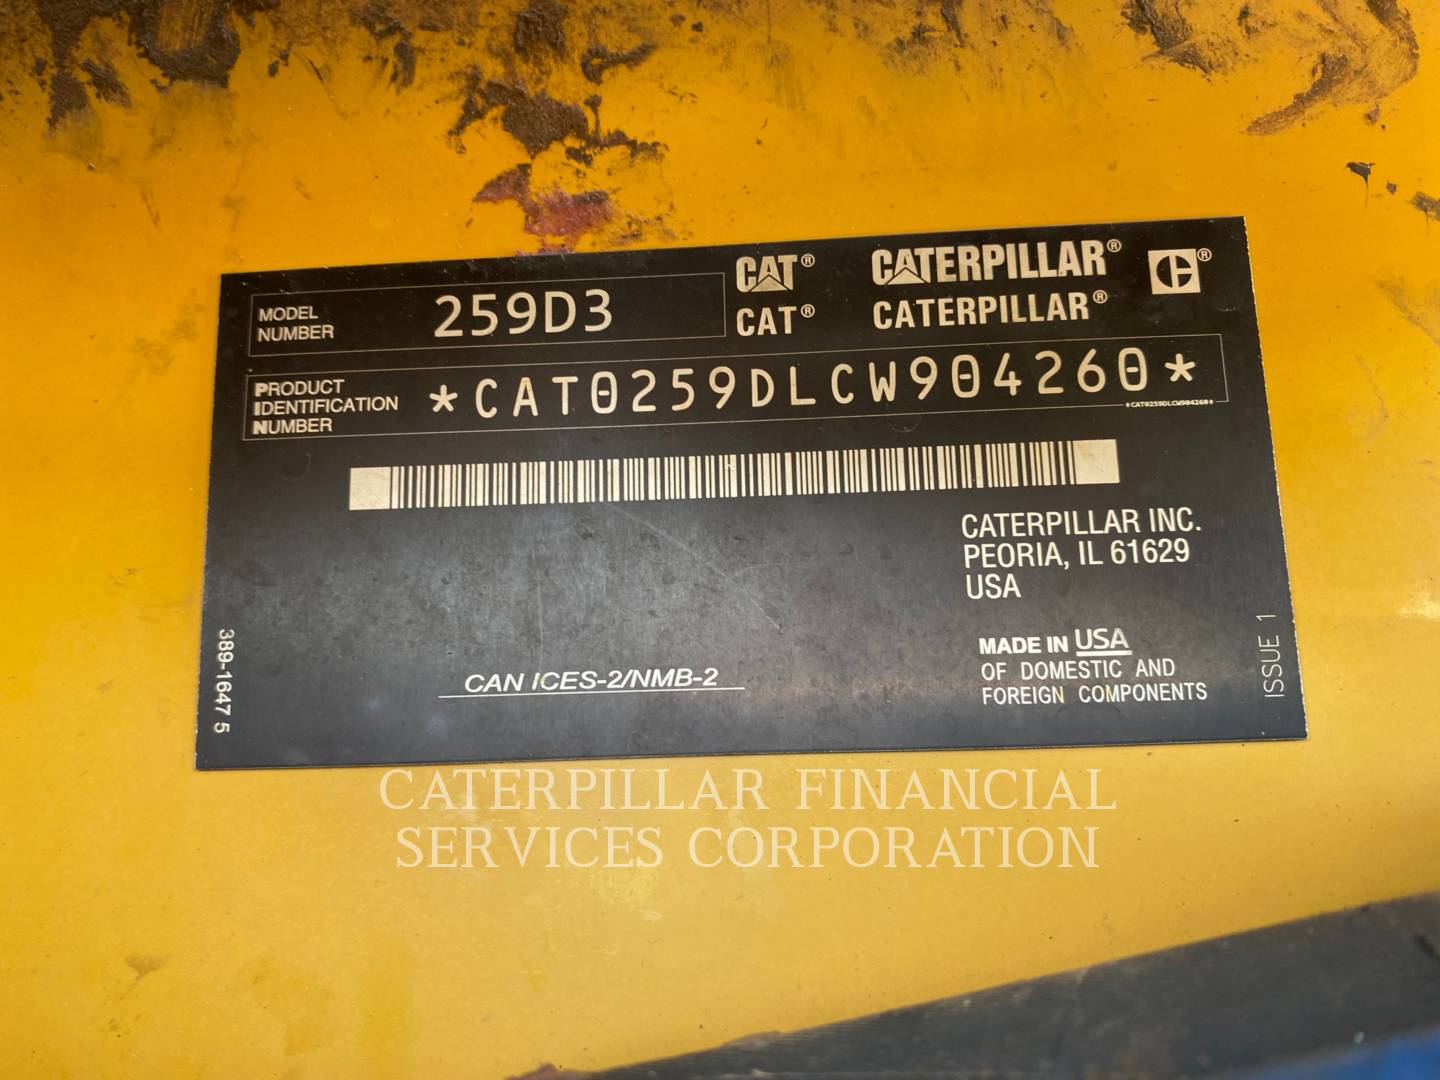 MODEL
NUMBER
259D3
CAT® CATERPILLAR® C®
CAT® CATERPILLAR®
PRODUCT
IDENTIFICATION
NUMBER
*CAT0259DLCW904260*
*CAT0259DLCW904260*
CATERPILLAR INC.
PEORIA, IL 61629
USA
MADE IN USA
OF DOMESTIC AND
FOREIGN COMPONENTS
CAN ICES-2/NMB-2
389-1647 5
ISSUE 1
CATERPILLAR FINANCIAL
SERVICES CORPORATION